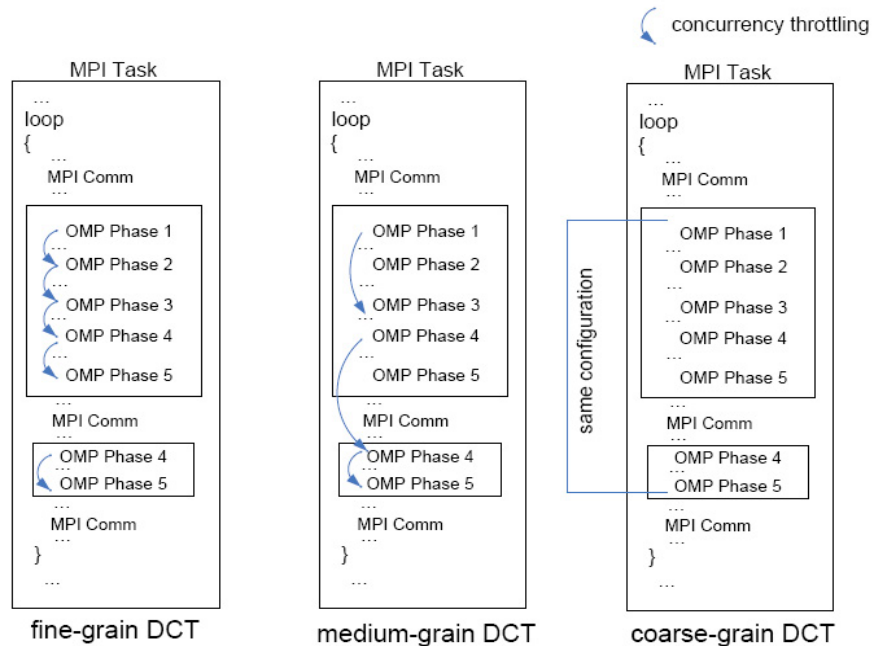 concurrency throttling
MPI Task
...
loop
{
...
MPI Comm
...
OMP Phase 1
...
OMP Phase 2
...
OMP Phase 3
...
OMP Phase 4
...
OMP Phase 5
...
MPI Comm
...
OMP Phase 4
...
OMP Phase 5
...
MPI Comm
...
}
...
fine-grain DCT
MPI Task
...
loop
{
...
MPI Comm
...
OMP Phase 1
...
OMP Phase 2
OMP Phase 3
...
OMP Phase 4
OMP Phase 5
...
MPI Comm
...
OMP Phase 4
...
OMP Phase 5
...
MPI Comm
...
}
...
medium-grain DCT
MPI Task
...
loop
{
...
MPI Comm
...
same configuration
OMP Phase 1
...
OMP Phase 2
...
OMP Phase 3
...
OMP Phase 4
...
OMP Phase 5
...
MPI Comm
...
OMP Phase 4
...
OMP Phase 5
...
MPI Comm
...
}
...
coarse-grain DCT